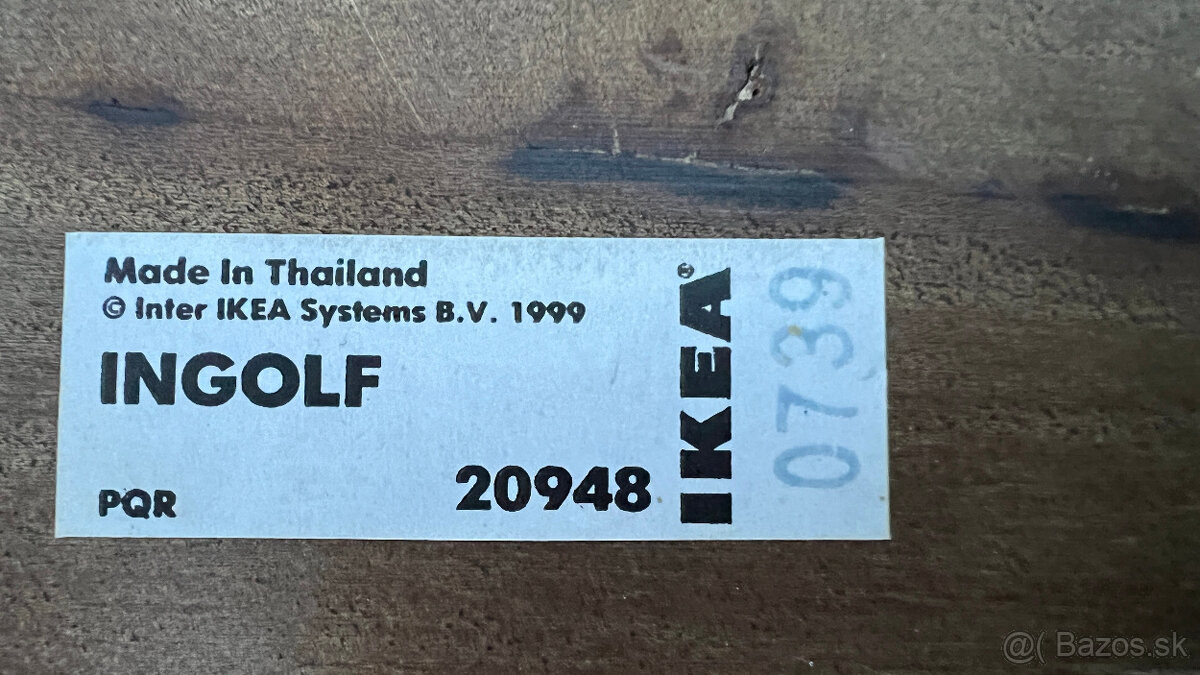 Made In Thailand
© Inter IKEA Systems B.V. 1999
INGOLF
PQR
20948
IKEA®
0739
@( Bazos.sk